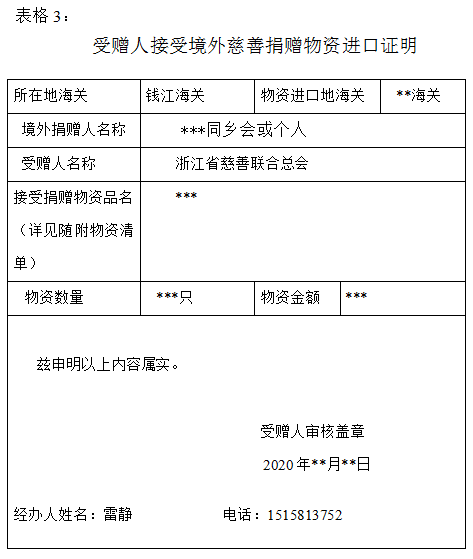 表格3：
受赠人接受境外慈善捐赠物资进口证明
所在地海关 钱江海关 物资进口地海关 **海关
境外捐赠人名称 ***同乡会或个人
受赠人名称 浙江省慈善联合总会
接受捐赠物资品名 ***
（详见随附物资清
单）
物资数量 ***只 物资金额 ***
兹申明以上内容属实。
受赠人审核盖章
2020年**月**日
经办人姓名：雷静 电话：1515813752